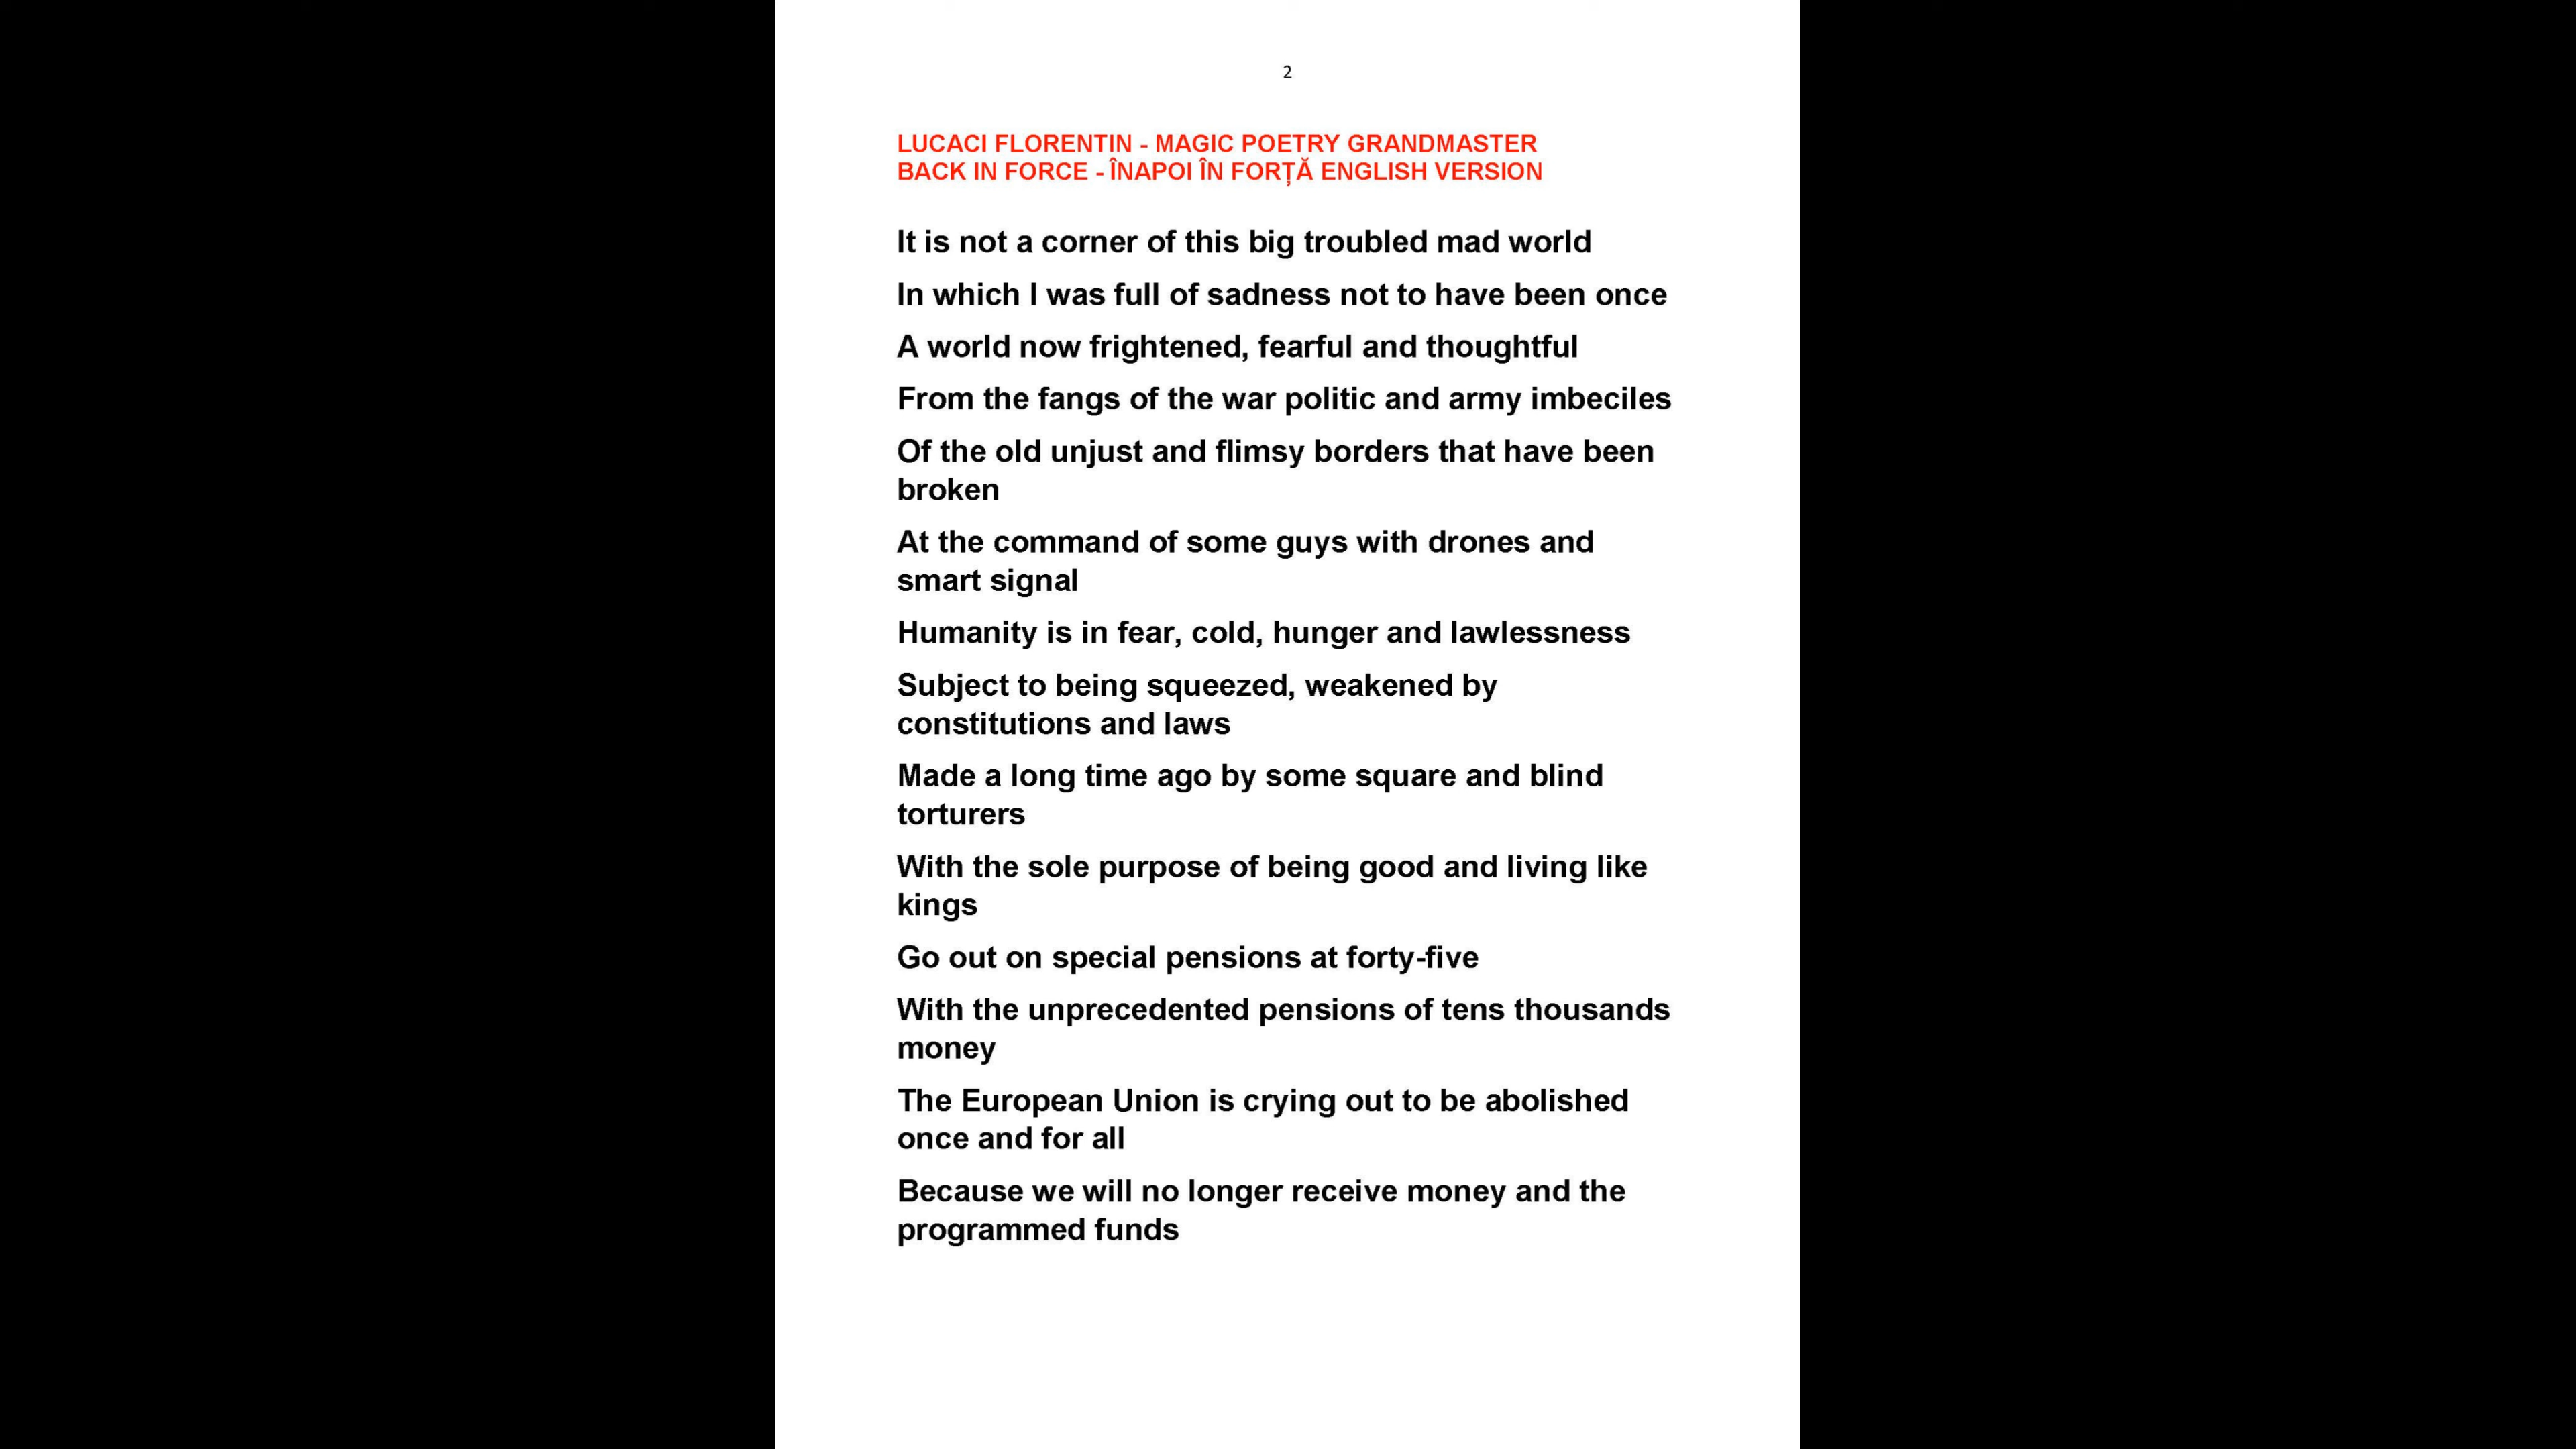 2
LUCACI FLORENTIN - MAGIC POETRY GRANDMASTER
BACK IN FORCE - ÎNAPOI ÎN FORȚĂ ENGLISH VERSION
It is not a corner of this big troubled mad world
In which I was full of sadness not to have been once
A world now frightened, fearful and thoughtful
From the fangs of the war politic and army imbeciles
Of the old unjust and flimsy borders that have been
broken
At the command of some guys with drones and
smart signal
Humanity is in fear, cold, hunger and lawlessness
Subject to being squeezed, weakened by
constitutions and laws
Made a long time ago by some square and blind
torturers
With the sole purpose of being good and living like
kings
Go out on special pensions at forty-five
With the unprecedented pensions of tens thousands
money
The European Union is crying out to be abolished
once and for all
Because we will no longer receive money and the
programmed funds